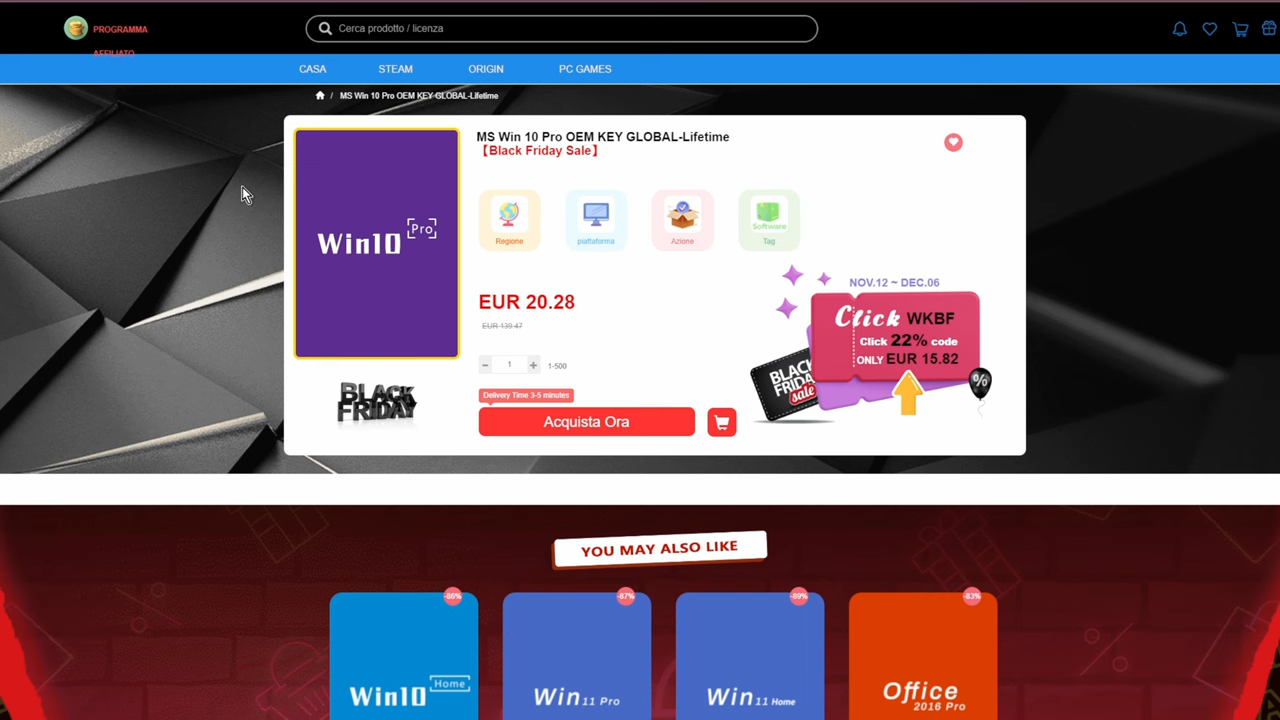 PROGRAMMA
AFFILIATO
Cerca prodotto / licenza
CASA
STEAM
ORIGIN
PC GAMES
/ MS Win 10 Pro OEM KEY GLOBAL-Lifetime
MS Win 10 Pro OEM KEY GLOBAL-Lifetime
【Black Friday Sale】
Win10 Pro
Software
Regione
piattaforma
Azione
Tag
EUR 20.28
EUR 139.47
- 1 + 1-500
Delivery Time 3-5 minutes
Acquista Ora
BLACK
FRIDAY
NOV.12 ~ DEC.06
Click WKBF
Click 22% code
ONLY EUR 15.82
BLACK
FRIDAY
sale
%
YOU MAY ALSO LIKE
-86%
-87%
-89%
-83%
Win10 Home
Win 11 Pro
Win 11 Home
Office
2016 Pro